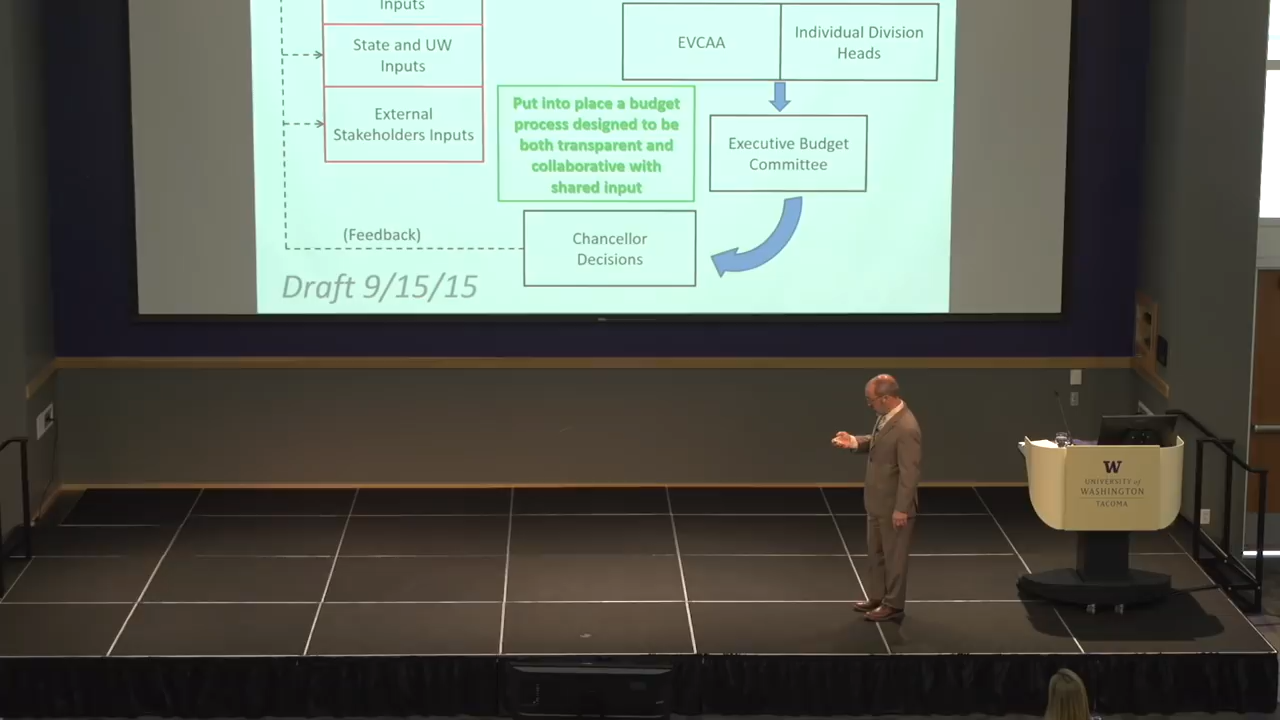 Inputs
State and UW
Inputs
External
Stakeholders Inputs
EVCAA
Individual Division
Heads
Put into place a budget
process designed to be
both transparent and
collaborative with
shared input
Executive Budget
Committee
(Feedback)
Chancellor
Decisions
Draft 9/15/15
W
UNIVERSITY of
WASHINGTON
TACOMA